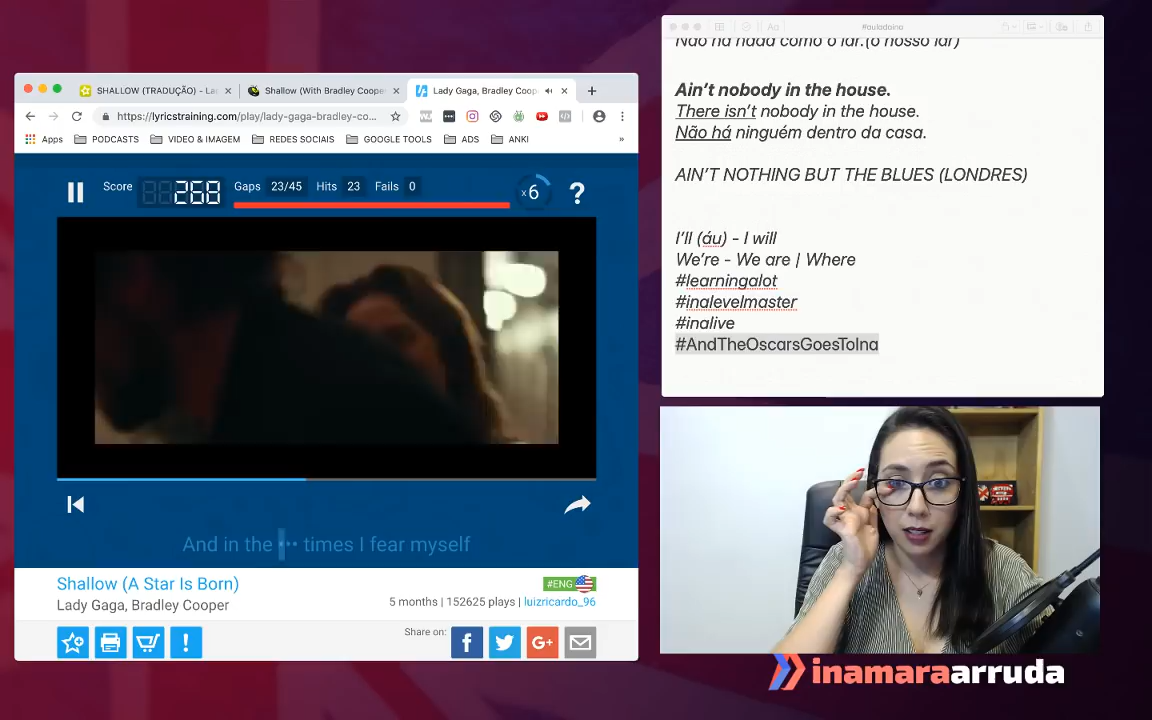 SHALLOW (TRADUÇÃO) - La
Shallow (With Bradley Coope
Lady Gaga, Bradley Coop
https://lyricstraining.com/play/lady-gaga-bradley-co...
Apps
PODCASTS
VIDEO & IMAGEM
REDES SOCIAIS
GOOGLE TOOLS
ADS
ANKI
»
Score
268
Gaps 23/45 Hits 23 Fails 0
x6
?
And in the ••• times I fear myself
Shallow (A Star Is Born)
#ENG
Lady Gaga, Bradley Cooper
5 months | 152625 plays | luizricardo_96
Share on:
#auladaina
Não há nada como o lar.(o nosso lar)
Ain't nobody in the house.
There isn't nobody in the house.
Não há ninguém dentro da casa.
AIN'T NOTHING BUT THE BLUES (LONDRES)
I'll (áu) - I will
We're - We are | Where
#learningalot
#inalevelmaster
#inalive
#AndTheOscarsGoesToIna
inamaraarruda